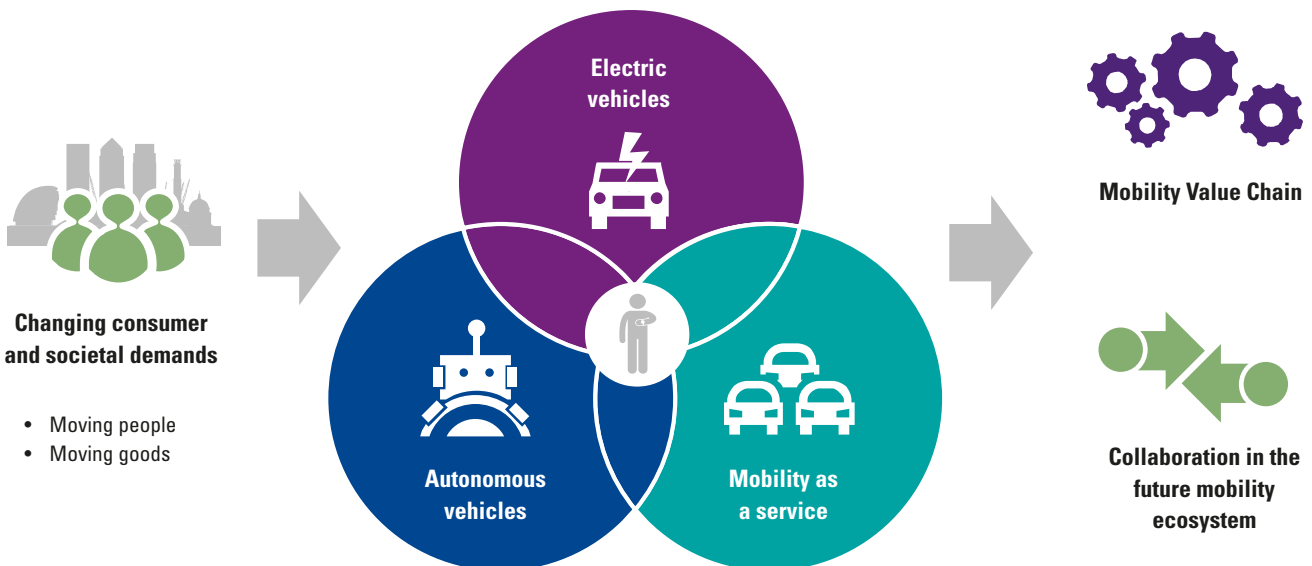 Changing consumer
and societal demands
• Moving people
• Moving goods
Electric
vehicles
Autonomous
vehicles
Mobility as
a service
Mobility Value Chain
Collaboration in the
future mobility
ecosystem